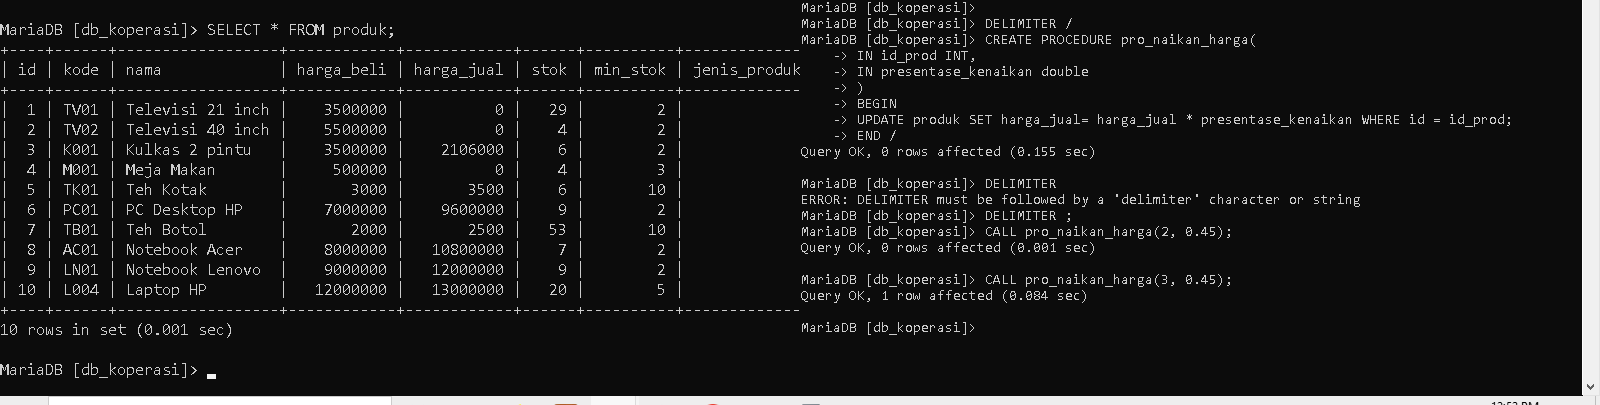 MariaDB [db_koperasi]> SELECT * FROM produk;
+----+------+-----------------+------------+------------+------+----------+-------------
| id | kode | nama            | harga_beli | harga_jual | stok | min_stok | jenis_produk
+----+------+-----------------+------------+------------+------+----------+-------------
|  1 | TV01 | Televisi 21 inch |    3500000 |          0 |   29 |        2 |
|  2 | TV02 | Televisi 40 inch |    5500000 |          0 |    4 |        2 |
|  3 | K001 | Kulkas 2 pintu   |    3500000 |    2106000 |    6 |        2 |
|  4 | M001 | Meja Makan       |     500000 |          0 |    4 |        3 |
|  5 | TK01 | Teh Kotak        |       3000 |       3500 |    6 |       10 |
|  6 | PC01 | PC Desktop HP    |    7000000 |    9600000 |    9 |        2 |
|  7 | TB01 | Teh Botol        |       2000 |       2500 |   53 |       10 |
|  8 | AC01 | Notebook Acer    |    8000000 |   10800000 |    7 |        2 |
|  9 | LN01 | Notebook Lenovo  |    9000000 |   12000000 |    9 |        2 |
| 10 | L004 | Laptop HP        |   12000000 |   13000000 |   20 |        5 |
+----+------+-----------------+------------+------------+------+----------+-------------
10 rows in set (0.001 sec)
MariaDB [db_koperasi]>
MariaDB [db_koperasi]>
MariaDB [db_koperasi]> DELIMITER /
MariaDB [db_koperasi]> CREATE PROCEDURE pro_naikan_harga(
    -> IN id_prod INT,
    -> IN presentase_kenaikan double
    -> )
    -> BEGIN
    -> UPDATE produk SET harga_jual= harga_jual * presentase_kenaikan WHERE id = id_prod;
    -> END /
Query OK, 0 rows affected (0.155 sec)
MariaDB [db_koperasi]> DELIMITER
ERROR: DELIMITER must be followed by a 'delimiter' character or string
MariaDB [db_koperasi]> DELIMITER ;
MariaDB [db_koperasi]> CALL pro_naikan_harga(2, 0.45);
Query OK, 0 rows affected (0.001 sec)
MariaDB [db_koperasi]> CALL pro_naikan_harga(3, 0.45);
Query OK, 1 row affected (0.084 sec)
MariaDB [db_koperasi]>